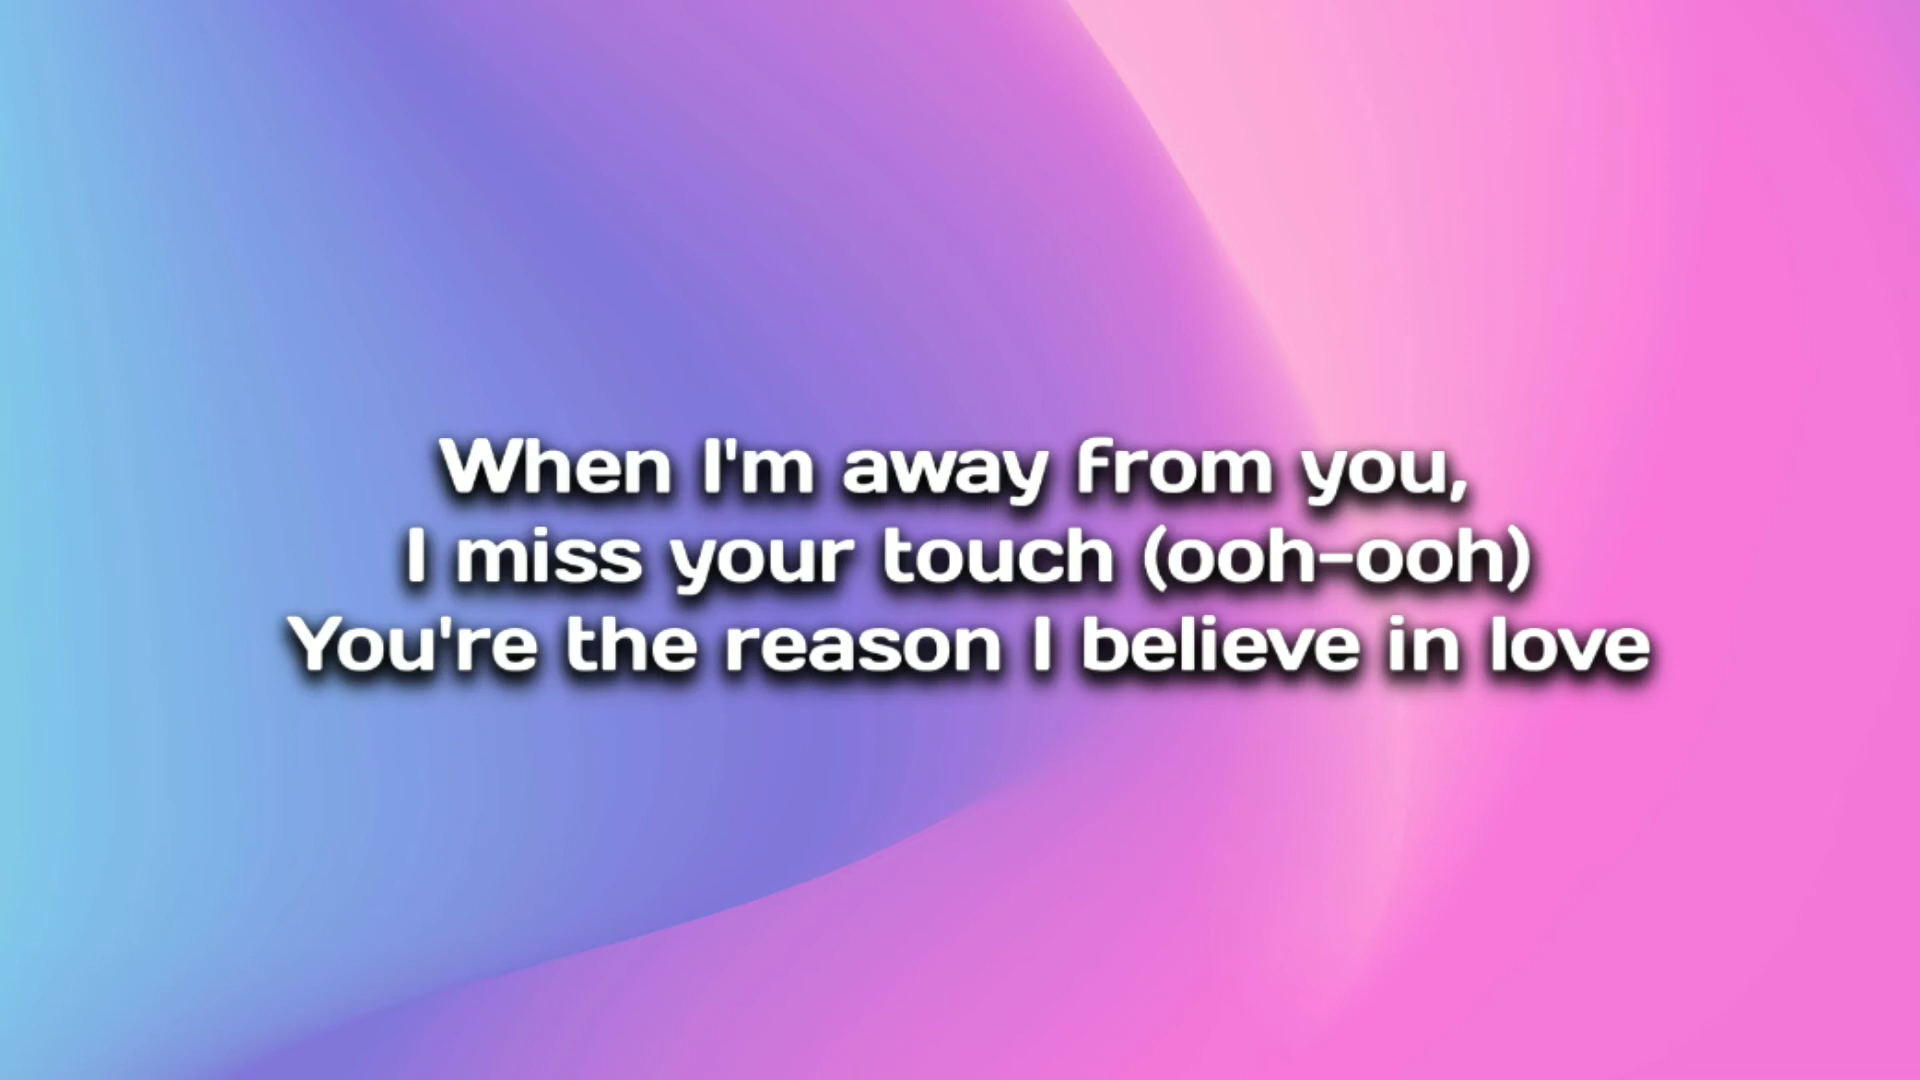 When I'm away from you,
I miss your touch (ooh-ooh)
You're the reason I believe in love